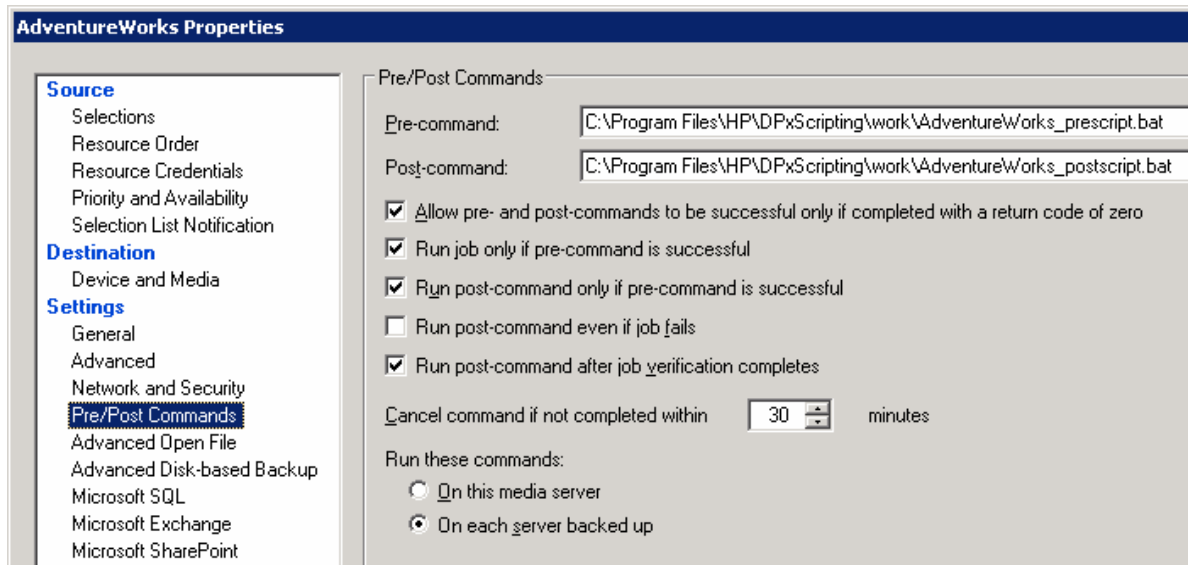 AdventureWorks Properties
Source
Selections
Resource Order
Resource Credentials
Priority and Availability
Selection List Notification
Destination
Device and Media
Settings
General
Advanced
Network and Security
Pre/Post Commands
Advanced Open File
Advanced Disk-based Backup
Microsoft SQL
Microsoft Exchange
Microsoft SharePoint
Pre/Post Commands
Pre-command: C:\Program Files\HP\DPxScripting\work\AdventureWorks_prescript.bat
Post-command: C:\Program Files\HP\DPxScripting\work\AdventureWorks_postscript.bat
Allow pre- and post-commands to be successful only if completed with a return code of zero
Run job only if pre-command is successful
Run post-command only if pre-command is successful
Run post-command even if job fails
Run post-command after job verification completes
Cancel command if not completed within 30 minutes
Run these commands:
On this media server
On each server backed up